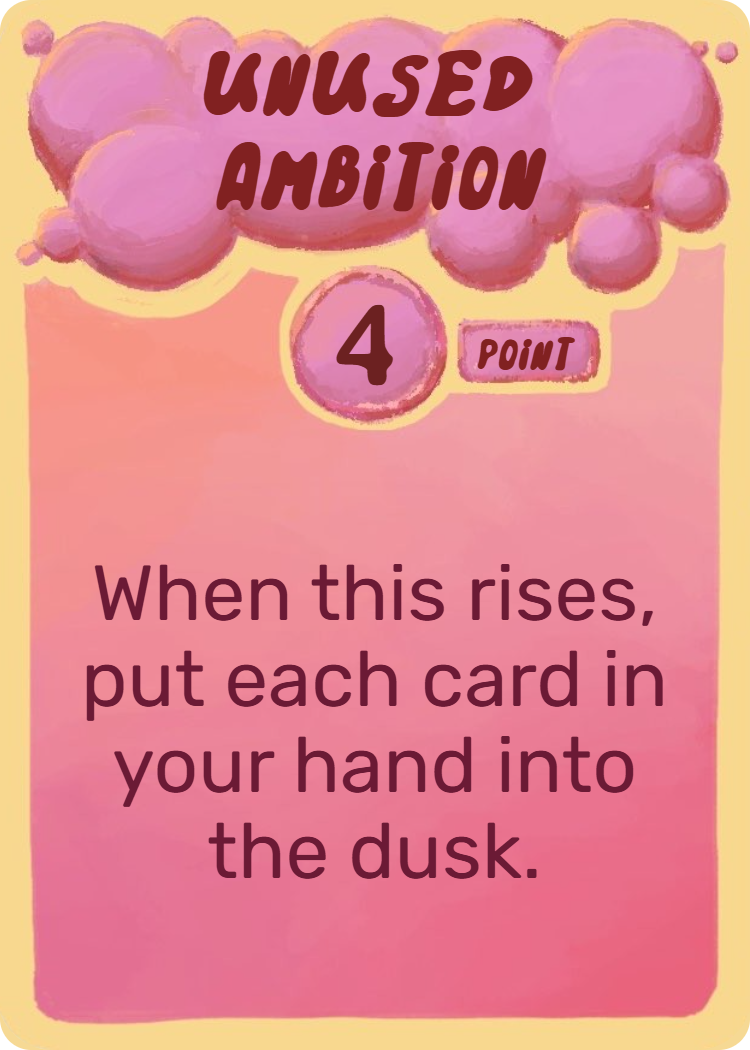 UNUSED
AMBITION
4
POINT
When this rises,
put each card in
your hand into
the dusk.